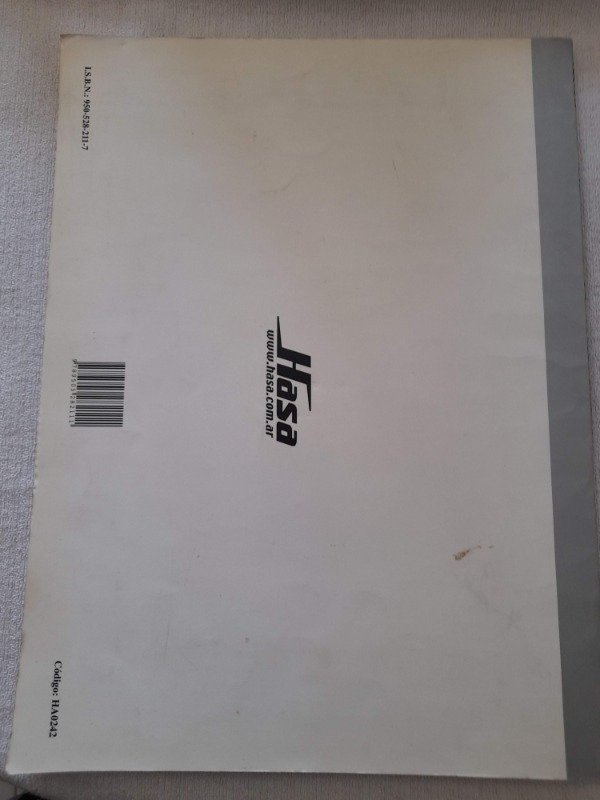 Hasa
www.hasa.com.ar
I.S.B.N.: 950-528-211-7
Código: HA0242